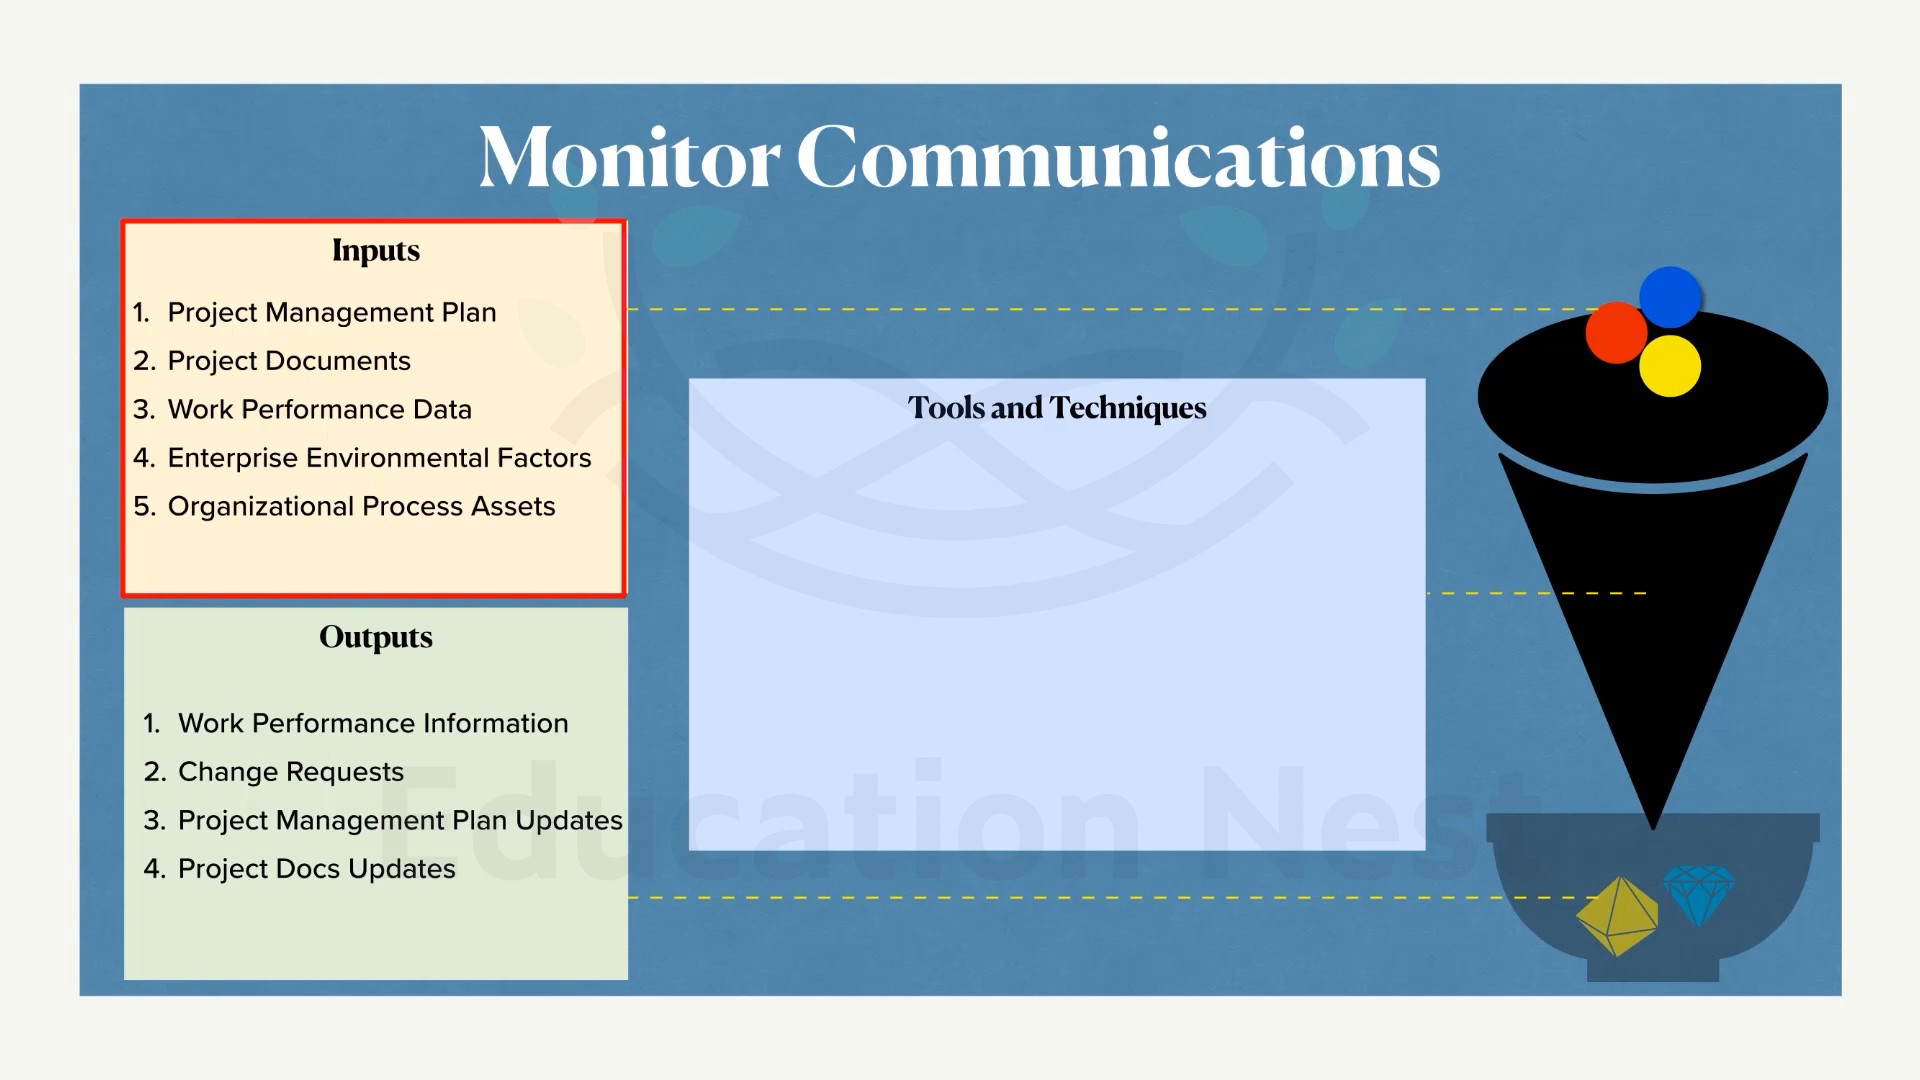 Monitor Communications
Inputs
1. Project Management Plan
2. Project Documents
3. Work Performance Data
4. Enterprise Environmental Factors
5. Organizational Process Assets
Tools and Techniques
Outputs
1. Work Performance Information
2. Change Requests
3. Project Management Plan Updates
4. Project Docs Updates
Education Nest